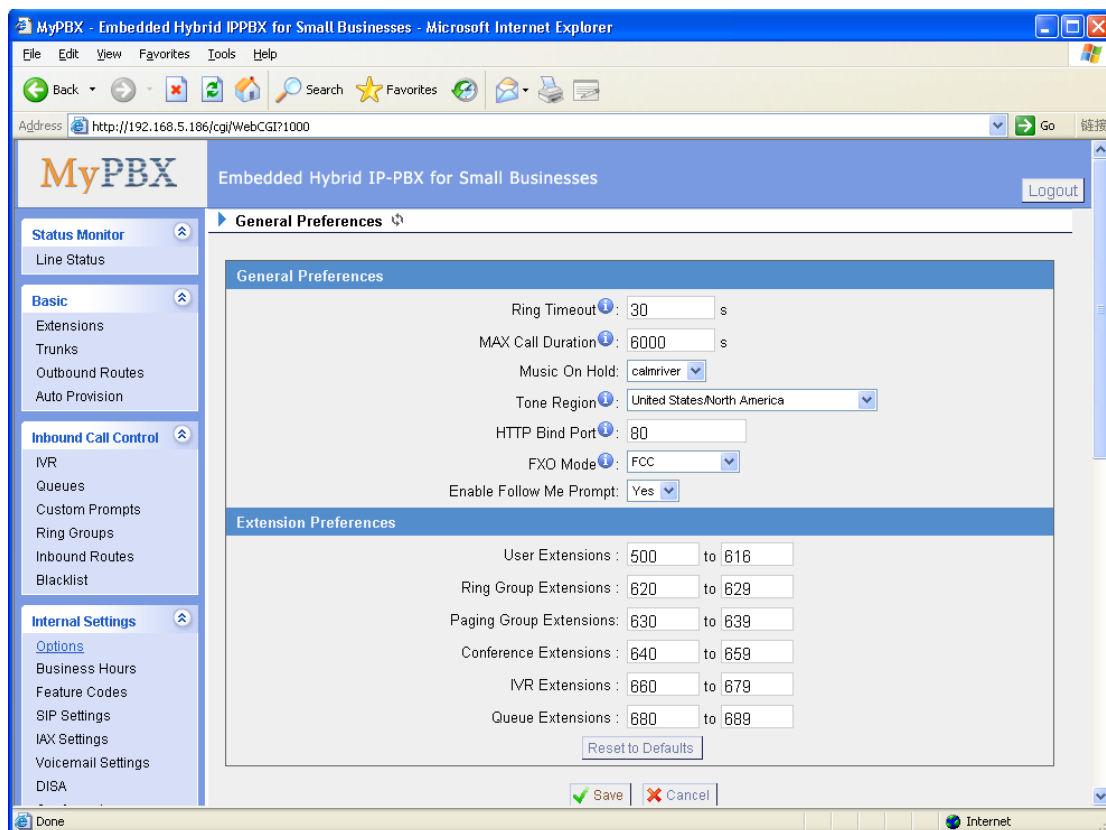 MyPBX - Embedded Hybrid IPPBX for Small Businesses - Microsoft Internet Explorer
File Edit View Favorites Tools Help
Back Search Favorites
Address http://192.168.5.186/cgi/WebCGI?1000 Go 链接
MyPBX
Embedded Hybrid IP-PBX for Small Businesses
Logout
Status Monitor
Line Status
Basic
Extensions
Trunks
Outbound Routes
Auto Provision
Inbound Call Control
IVR
Queues
Custom Prompts
Ring Groups
Inbound Routes
Blacklist
Internal Settings
Options
Business Hours
Feature Codes
SIP Settings
IAX Settings
Voicemail Settings
DISA
General Preferences
General Preferences
Ring Timeout : 30 s
MAX Call Duration : 6000 s
Music On Hold: calmriver
Tone Region : United States/North America
HTTP Bind Port : 80
FXO Mode : FCC
Enable Follow Me Prompt: Yes
Extension Preferences
User Extensions : 500 to 616
Ring Group Extensions : 620 to 629
Paging Group Extensions: 630 to 639
Conference Extensions : 640 to 659
IVR Extensions : 660 to 679
Queue Extensions : 680 to 689
Reset to Defaults
Save Cancel
Done Internet